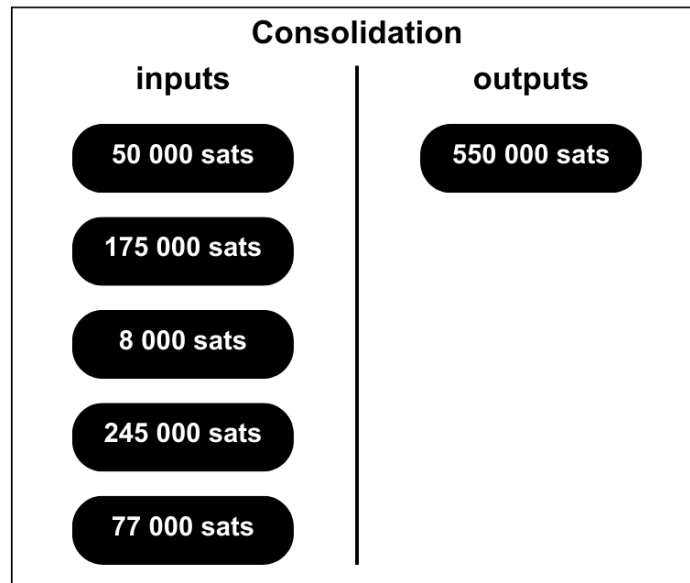 Consolidation
inputs
outputs
50 000 sats
550 000 sats
175 000 sats
8 000 sats
245 000 sats
77 000 sats